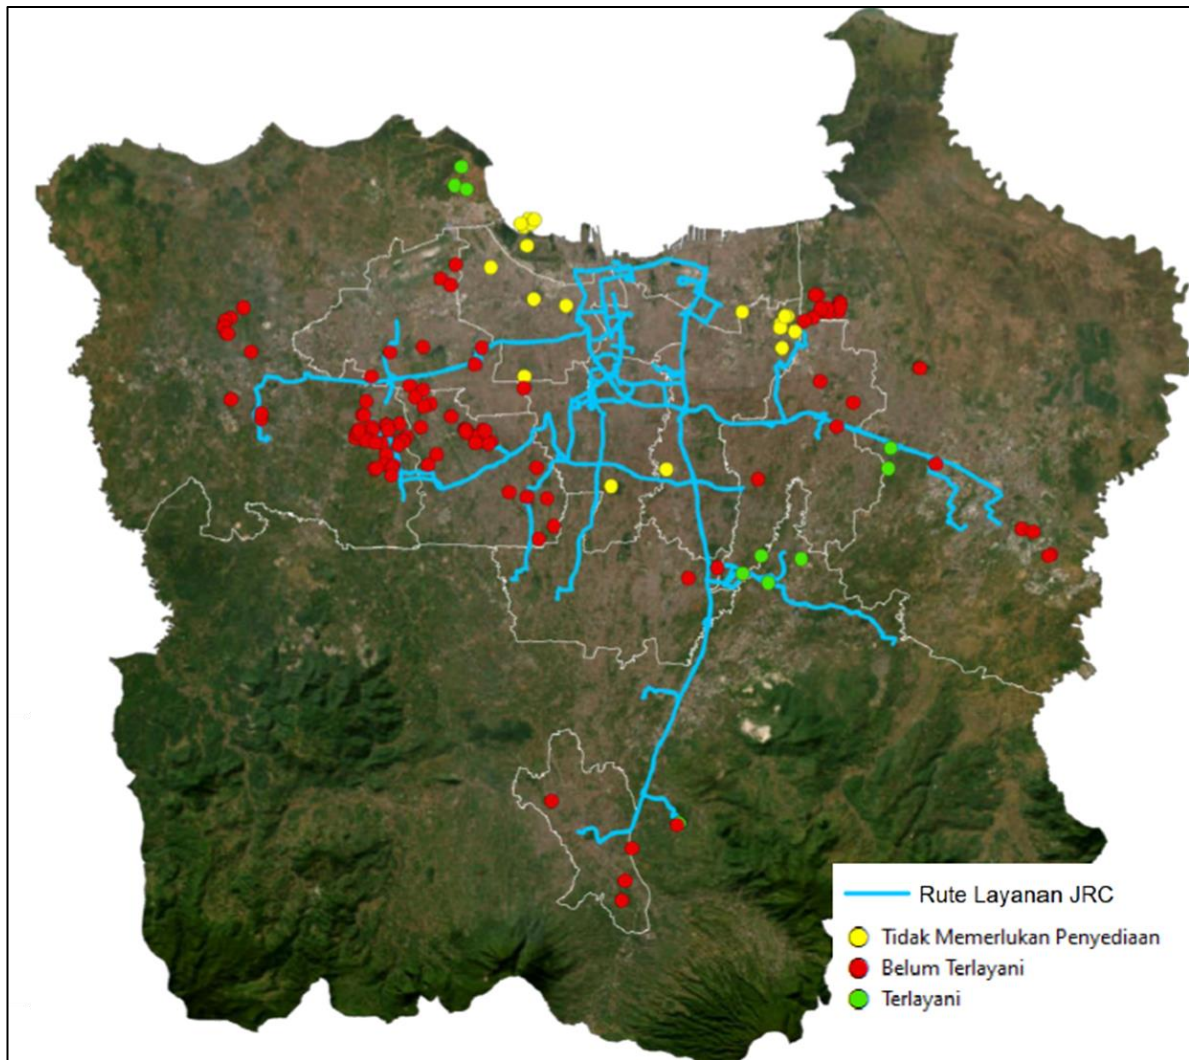 Rute Layanan JRC
Tidak Memerlukan Penyediaan
Belum Terlayani
Terlayani